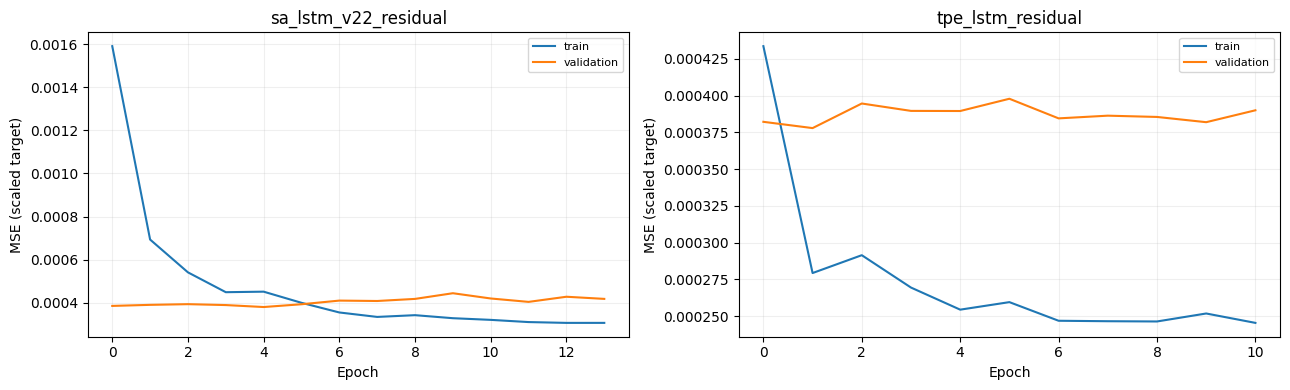 sa_lstm_v22_residual
train
validation
MSE (scaled target)
0.0016
0.0014
0.0012
0.0010
0.0008
0.0006
0.0004
0 2 4 6 8 10 12
Epoch
tpe_lstm_residual
train
validation
MSE (scaled target)
0.000425
0.000400
0.000375
0.000350
0.000325
0.000300
0.000275
0.000250
0 2 4 6 8 10
Epoch